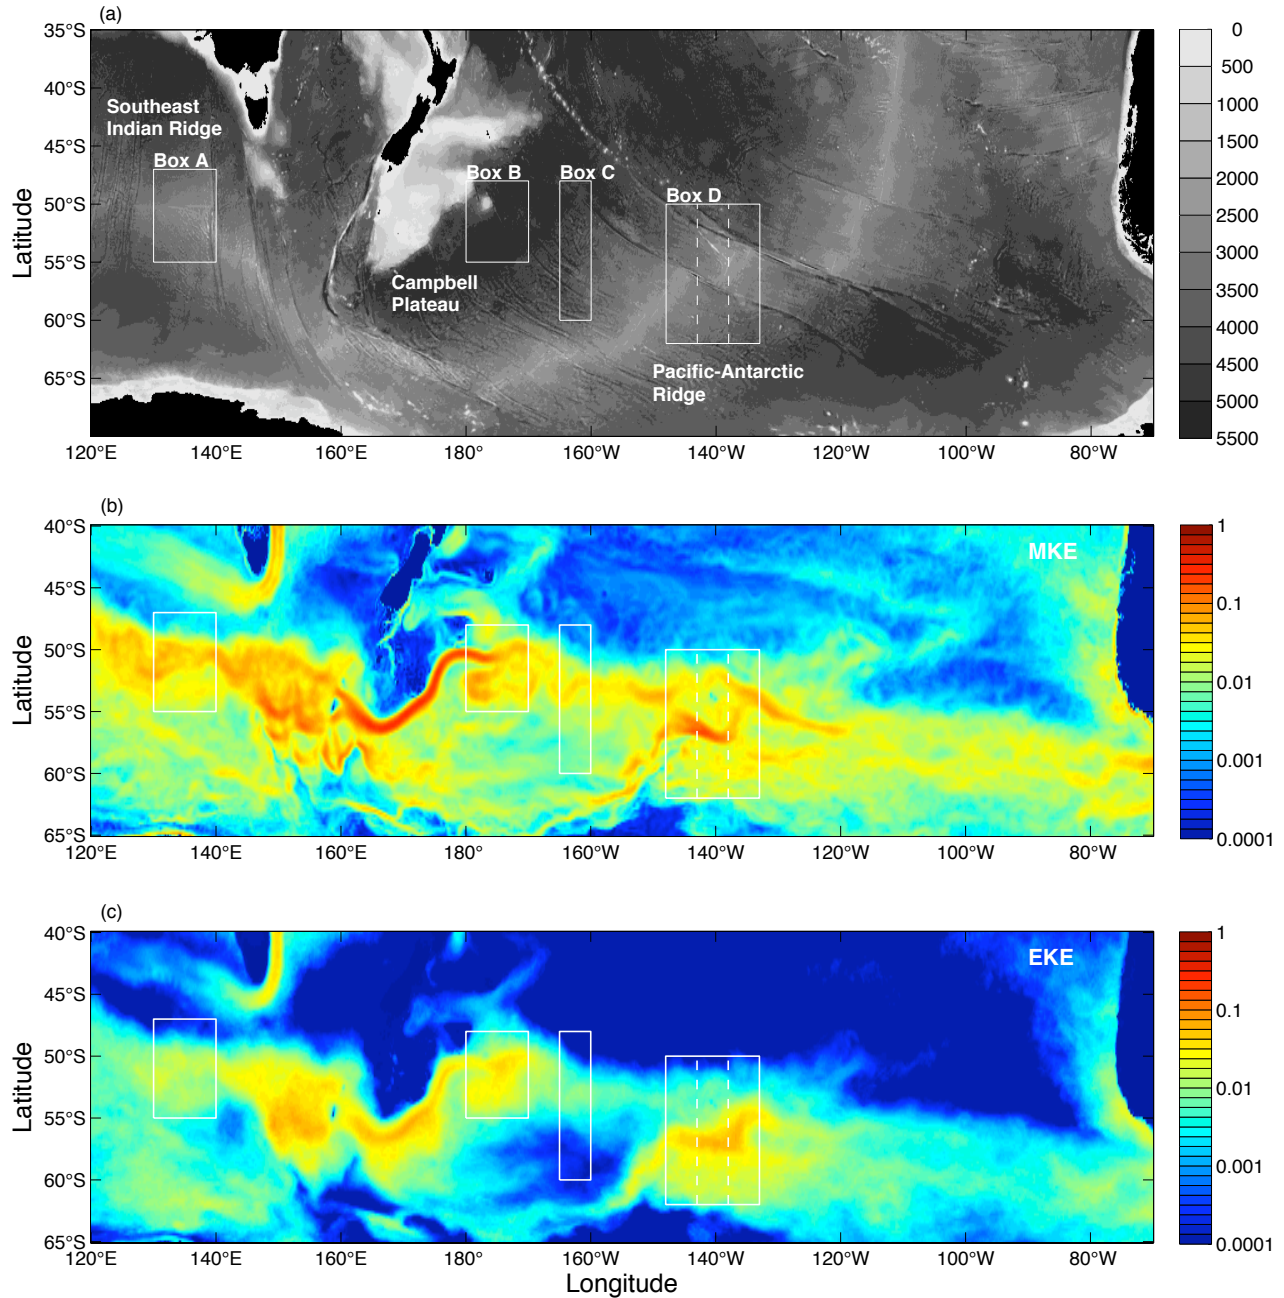 (a)
35°S
40°S
45°S
50°S
55°S
60°S
65°S
Latitude
Southeast
Indian Ridge
Box A
Box B
Box C
Box D
Campbell
Plateau
Pacific-Antarctic
Ridge
120°E
140°E
160°E
180°
160°W
140°W
120°W
100°W
80°W
0
500
1000
1500
2000
2500
3000
3500
4000
4500
5000
5500
(b)
40°S
45°S
50°S
55°S
60°S
65°S
Latitude
MKE
120°E
140°E
160°E
180°
160°W
140°W
120°W
100°W
80°W
1
0.1
0.01
0.001
0.0001
(c)
40°S
45°S
50°S
55°S
60°S
65°S
Latitude
EKE
120°E
140°E
160°E
180°
160°W
140°W
120°W
100°W
80°W
Longitude
1
0.1
0.01
0.001
0.0001